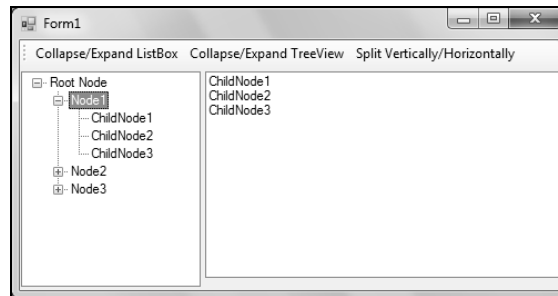 Form1
Collapse/Expand ListBox Collapse/Expand TreeView Split Vertically/Horizontally
Root Node
Node1
ChildNode1
ChildNode2
ChildNode3
Node2
Node3
ChildNode1
ChildNode2
ChildNode3